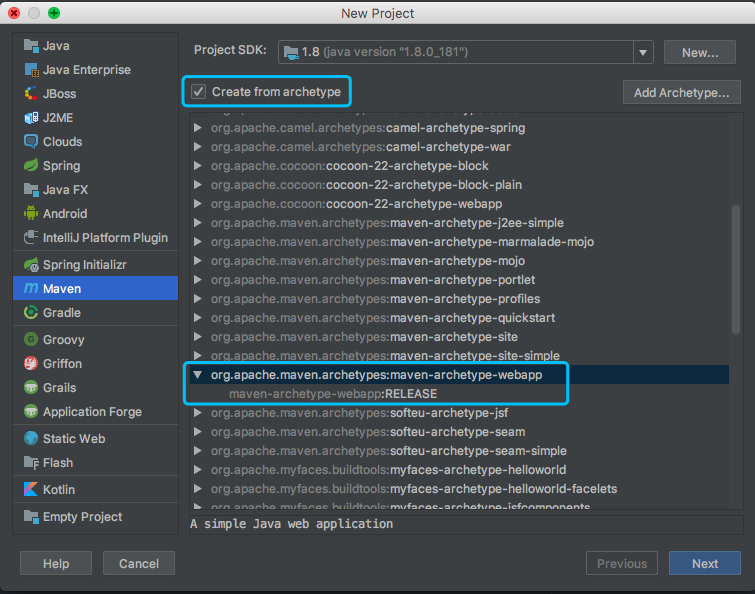 New Project
Java
Java Enterprise
JBoss
J2ME
Clouds
Spring
Java FX
Android
IntelliJ Platform Plugin
Spring Initializr
Maven
Gradle
Groovy
Griffon
Grails
Application Forge
Static Web
Flash
Kotlin
Empty Project
Project SDK: 1.8 (java version "1.8.0_181") New...
Create from archetype Add Archetype...
org.apache.camel.archetypes:camel-archetype-spring
org.apache.camel.archetypes:camel-archetype-war
org.apache.cocoon:cocoon-22-archetype-block
org.apache.cocoon:cocoon-22-archetype-block-plain
org.apache.cocoon:cocoon-22-archetype-webapp
org.apache.maven.archetypes:maven-archetype-j2ee-simple
org.apache.maven.archetypes:maven-archetype-marmalade-mojo
org.apache.maven.archetypes:maven-archetype-mojo
org.apache.maven.archetypes:maven-archetype-portlet
org.apache.maven.archetypes:maven-archetype-profiles
org.apache.maven.archetypes:maven-archetype-quickstart
org.apache.maven.archetypes:maven-archetype-site
org.apache.maven.archetypes:maven-archetype-site-simple
org.apache.maven.archetypes:maven-archetype-webapp
maven-archetype-webapp:RELEASE
org.apache.maven.archetypes:softeu-archetype-jsf
org.apache.maven.archetypes:softeu-archetype-seam
org.apache.maven.archetypes:softeu-archetype-seam-simple
org.apache.myfaces.buildtools:myfaces-archetype-helloworld
org.apache.myfaces.buildtools:myfaces-archetype-helloworld-facelets
org.apache.myfaces.buildtools:myfaces-archetype-jsfcomponents
A simple Java web application
Help Cancel Previous Next